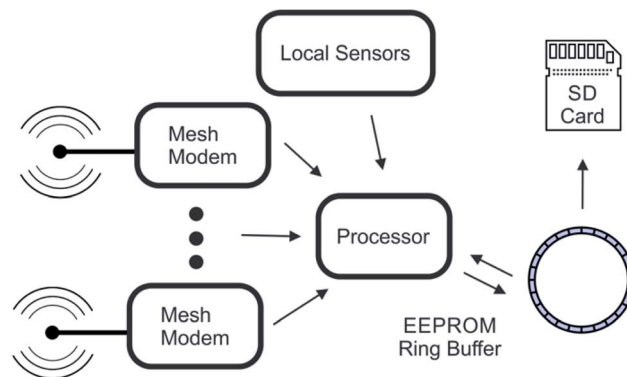 Local Sensors
Mesh
Modem
SD
Card
Processor
Mesh
Modem
EEPROM
Ring Buffer